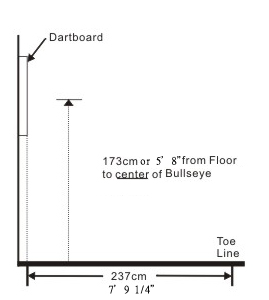 Dartboard
173cm or 5' 8" from Floor
to center of Bullseye
Toe
Line
237cm
7' 9 1/4"